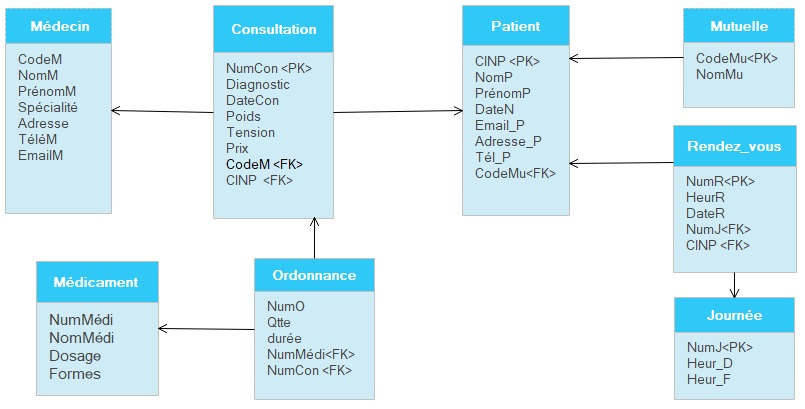 Médecin
CodeM
NomM
PrénomM
Spécialité
Adresse
TéléM
EmailM
Consultation
NumCon <PK>
Diagnostic
DateCon
Poids
Tension
Prix
CodeM <FK>
CINP <FK>
Patient
CINP <PK>
NomP
PrénomP
DateN
Email_P
Adresse_P
Tél_P
CodeMu<FK>
Mutuelle
CodeMu<PK>
NomMu
Rendez_vous
NumR<PK>
HeurR
DateR
NumJ<FK>
CINP <FK>
Médicament
NumMédi
NomMédi
Dosage
Formes
Ordonnance
NumO
Qtte
durée
NumMédi<FK>
NumCon <FK>
Journée
NumJ<PK>
Heur_D
Heur_F